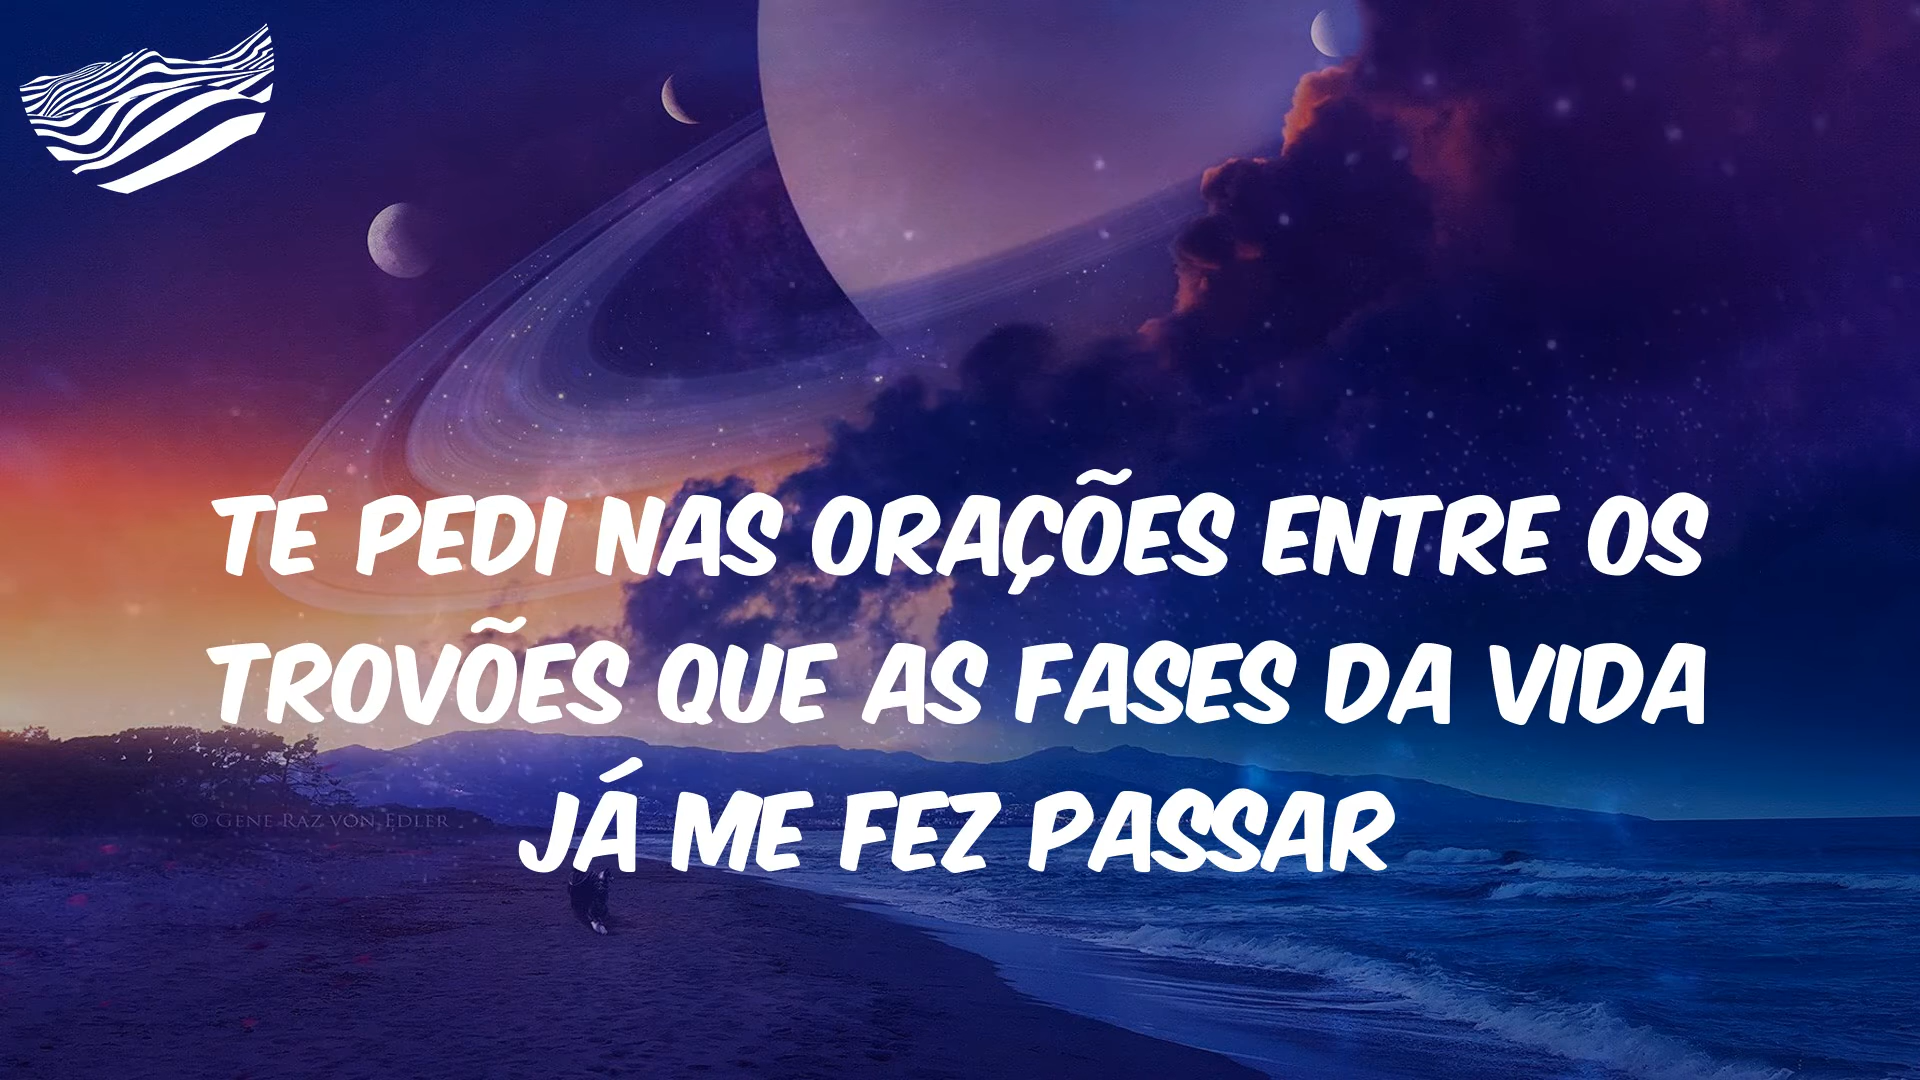 TE PEDI NAS ORAÇÕES ENTRE OS
TROVÕES QUE AS FASES DA VIDA
JÁ ME FEZ PASSAR
© GENE RAZ VON EDLER